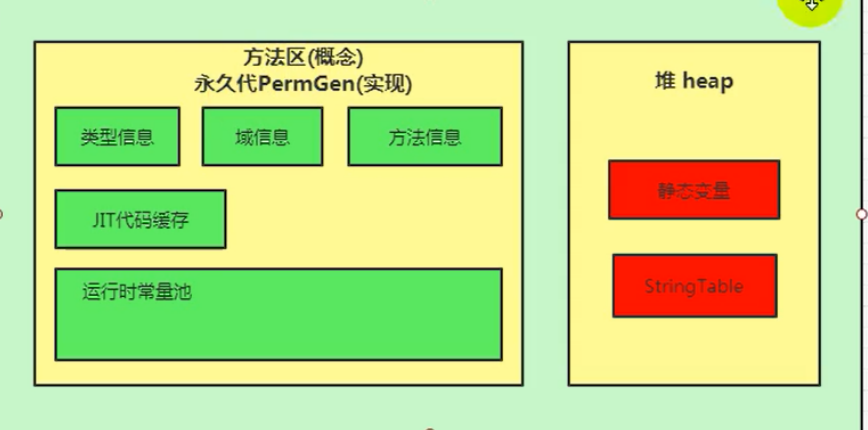 方法区(概念)
永久代PermGen(实现)
类型信息
域信息
方法信息
JIT代码缓存
运行时常量池
堆 heap
静态变量
StringTable